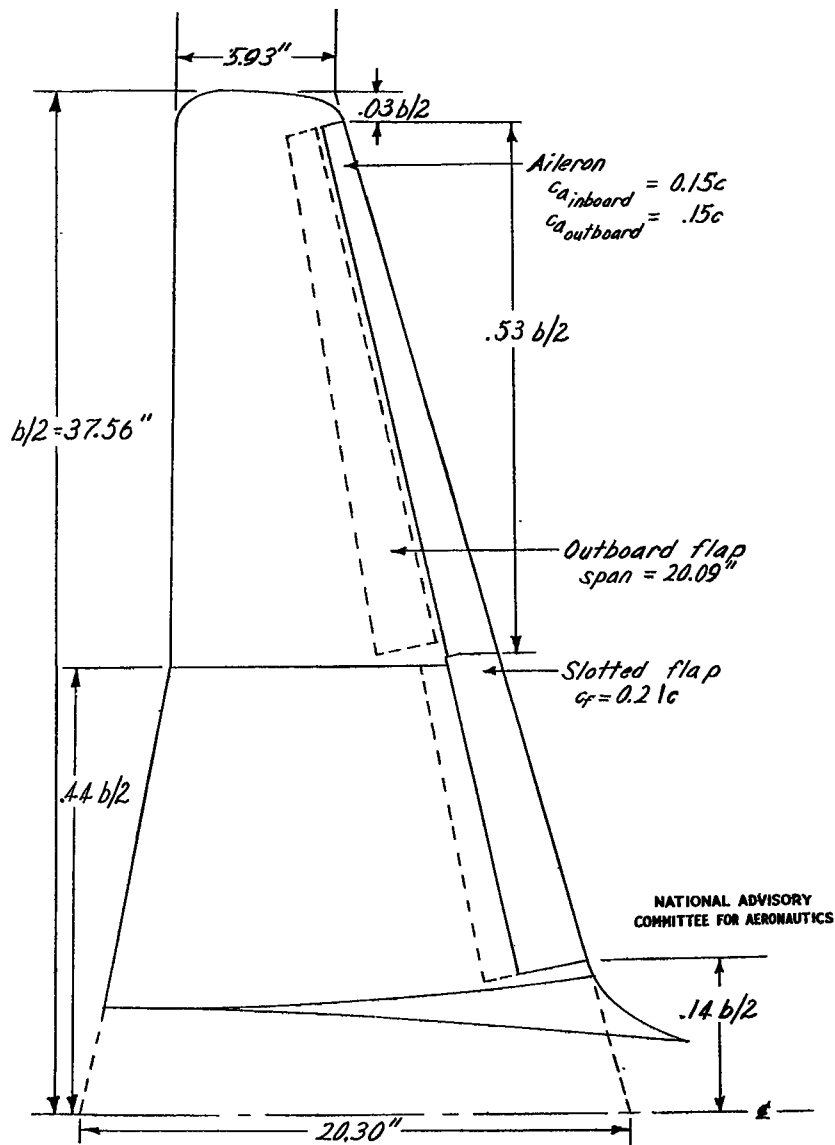 5.93"
.03 b/2
Aileron
c_a inboard = 0.15c
c_a outboard = .15c
.53 b/2
b/2 = 37.56"
Outboard flap
span = 20.09"
Slotted flap
c_f = 0.21c
.44 b/2
NATIONAL ADVISORY
COMMITTEE FOR AERONAUTICS
.14 b/2
℄
20.30"